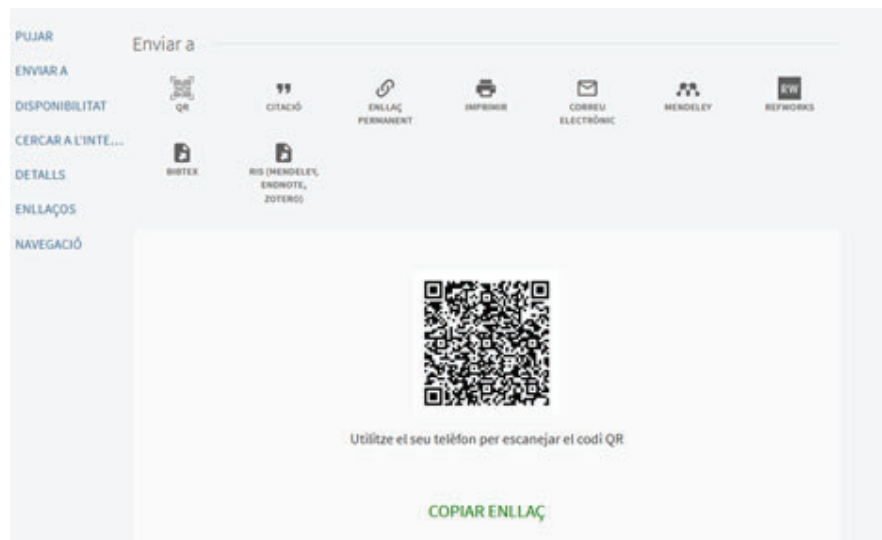 PUJAR
ENVIAR A
DISPONIBILITAT
CERCAR A L'INTE...
DETALLS
ENLLAÇOS
NAVEGACIÓ
Enviar a
QR
CITACIÓ
ENLLAÇ
PERMANENT
IMPRIMIR
CORREU
ELECTRÒNIC
MENDELEY
RW
REFWORKS
BIBTEX
RIS (MENDELEY,
ENDNOTE,
ZOTERO)
Utilitze el seu telèfon per escanejar el codi QR
COPIAR ENLLAÇ